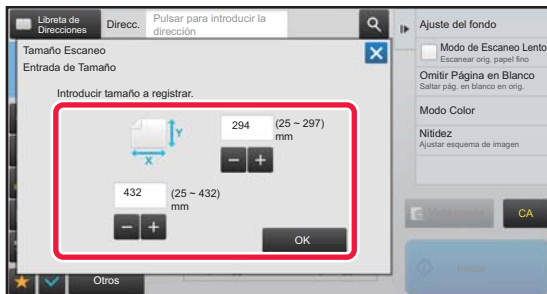 Libreta de
Direcciones
Direcc.
Pulsar para introducir la
dirección
Tamaño Escaneo
Entrada de Tamaño
Introducir tamaño a registrar.
Y
X
294
(25 ~ 297)
mm
432
(25 ~ 432)
mm
OK
Otros
Ajuste del fondo
Modo de Escaneo Lento
Escanear orig. papel fino
Omitir Página en Blanco
Saltar pág. en blanco en orig.
Modo Color
Nitidez
Ajustar esquema de imagen
CA